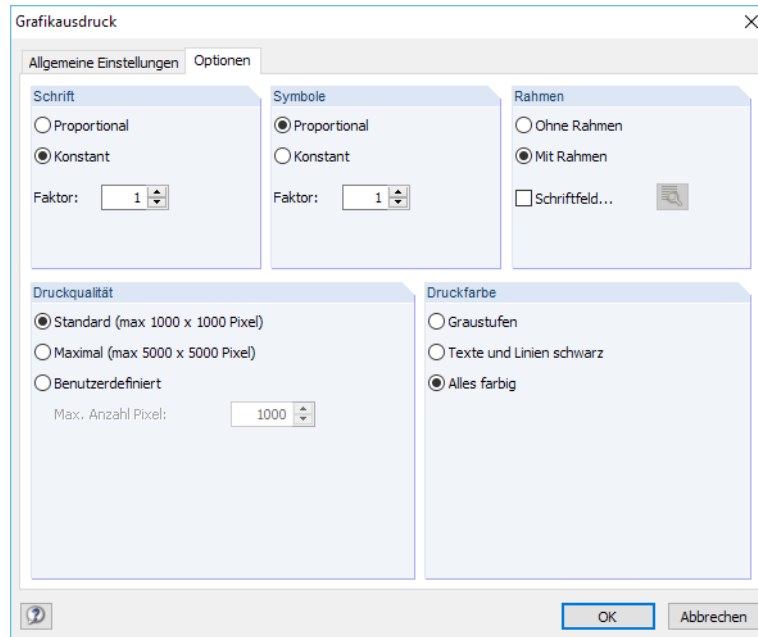 Grafikausdruck
Allgemeine Einstellungen
Optionen
Schrift
Proportional
Konstant
Faktor: 1
Symbole
Proportional
Konstant
Faktor: 1
Rahmen
Ohne Rahmen
Mit Rahmen
Schriftfeld...
Druckqualität
Standard (max 1000 x 1000 Pixel)
Maximal (max 5000 x 5000 Pixel)
Benutzerdefiniert
Max. Anzahl Pixel: 1000
Druckfarbe
Graustufen
Texte und Linien schwarz
Alles farbig
OK
Abbrechen